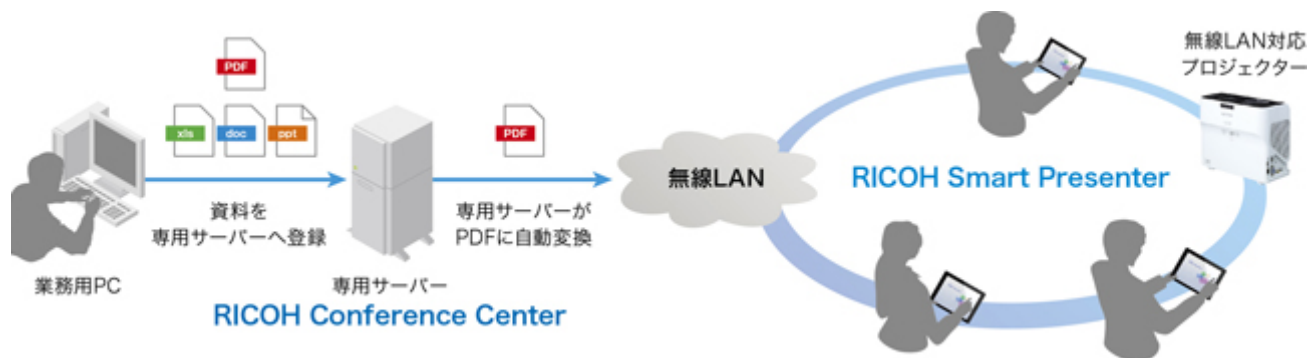 PDF
xls
doc
ppt
資料を
専用サーバーへ登録
業務用PC
専用サーバー
RICOH Conference Center
PDF
専用サーバーが
PDFに自動変換
無線LAN
RICOH Smart Presenter
無線LAN対応
プロジェクター